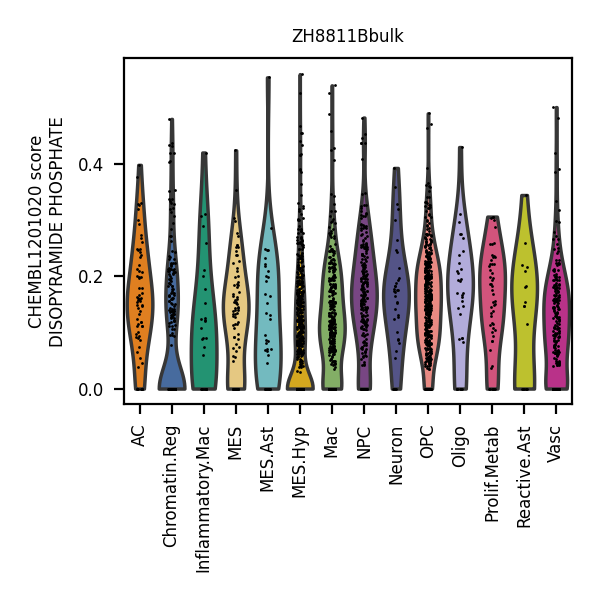 ZH8811Bbulk
CHEMBL1201020 score
DISOPYRAMIDE PHOSPHATE
0.4
0.2
0.0
AC
Chromatin.Reg
Inflammatory.Mac
MES
MES.Ast
MES.Hyp
Mac
NPC
Neuron
OPC
Oligo
Prolif.Metab
Reactive.Ast
Vasc